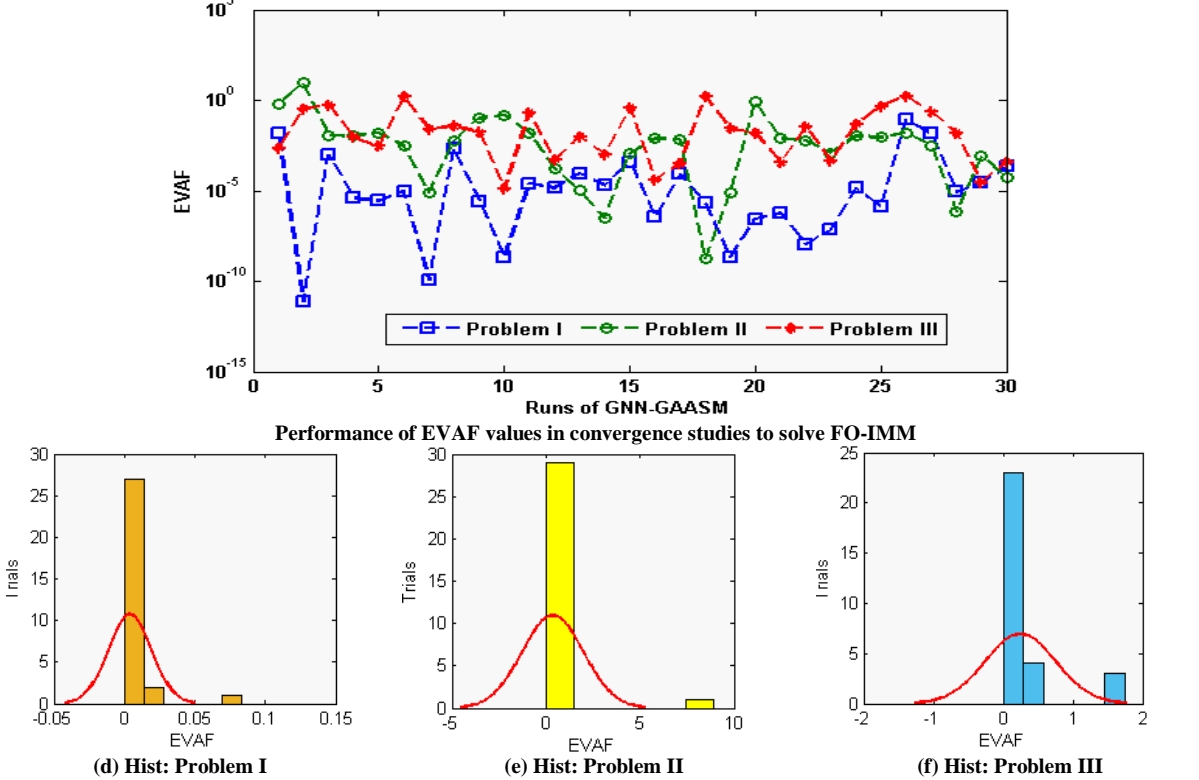 10^5
10^0
10^-5
10^-10
10^-15
EVAF
Problem I Problem II Problem III
0 5 10 15 20 25 30
Runs of GNN-GAASM
Performance of EVAF values in convergence studies to solve FO-IMM
30
25
20
15
10
5
0
Trials
-0.05 0 0.05 0.1 0.15
EVAF
(d) Hist: Problem I
30
25
20
15
10
5
0
Trials
-5 0 5 10
EVAF
(e) Hist: Problem II
25
20
15
10
5
0
Trials
-2 -1 0 1 2
EVAF
(f) Hist: Problem III